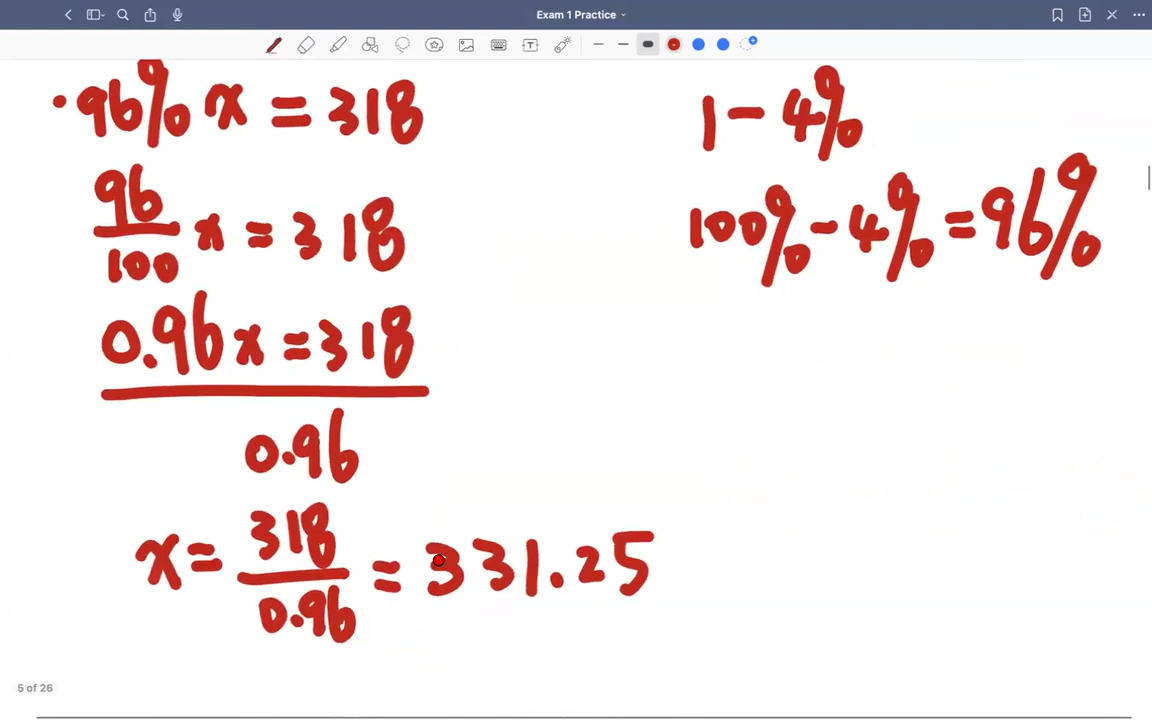 Exam 1 Practice
·96% x = 318
96/100 x = 318
0.96x = 318
0.96
x = 318/0.96 = 331.25
1 - 4%
100% - 4% = 96%
5 of 26